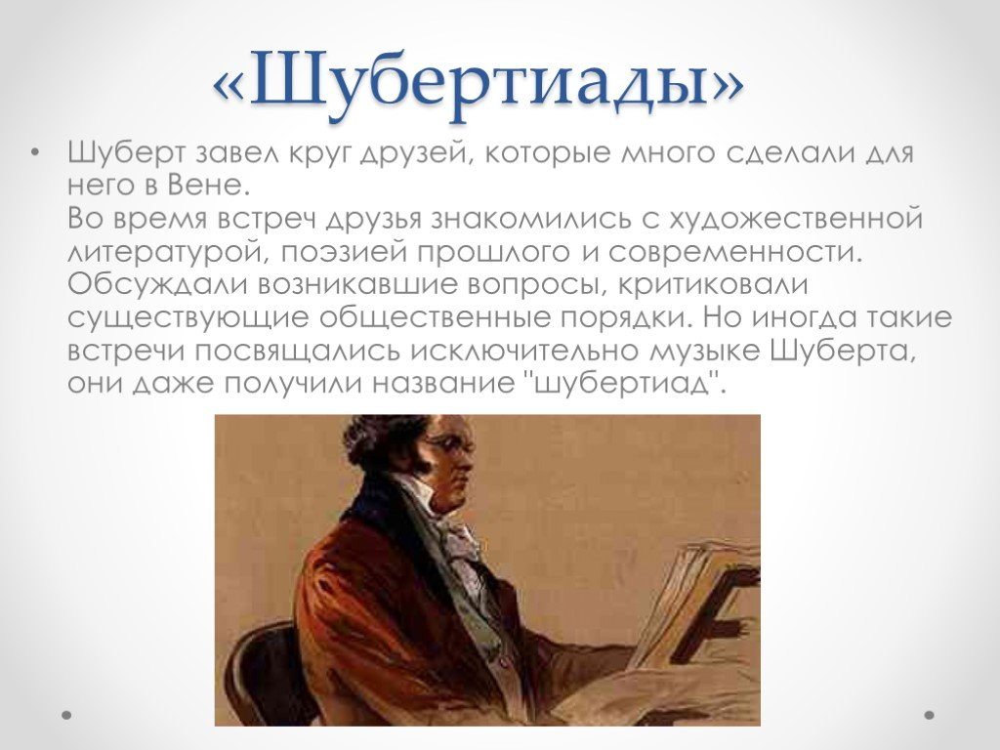 «Шубертиады»
• Шуберт завел круг друзей, которые много сделали для
него в Вене.
Во время встреч друзья знакомились с художественной
литературой, поэзией прошлого и современности.
Обсуждали возникавшие вопросы, критиковали
существующие общественные порядки. Но иногда такие
встречи посвящались исключительно музыке Шуберта,
они даже получили название "шубертиад".